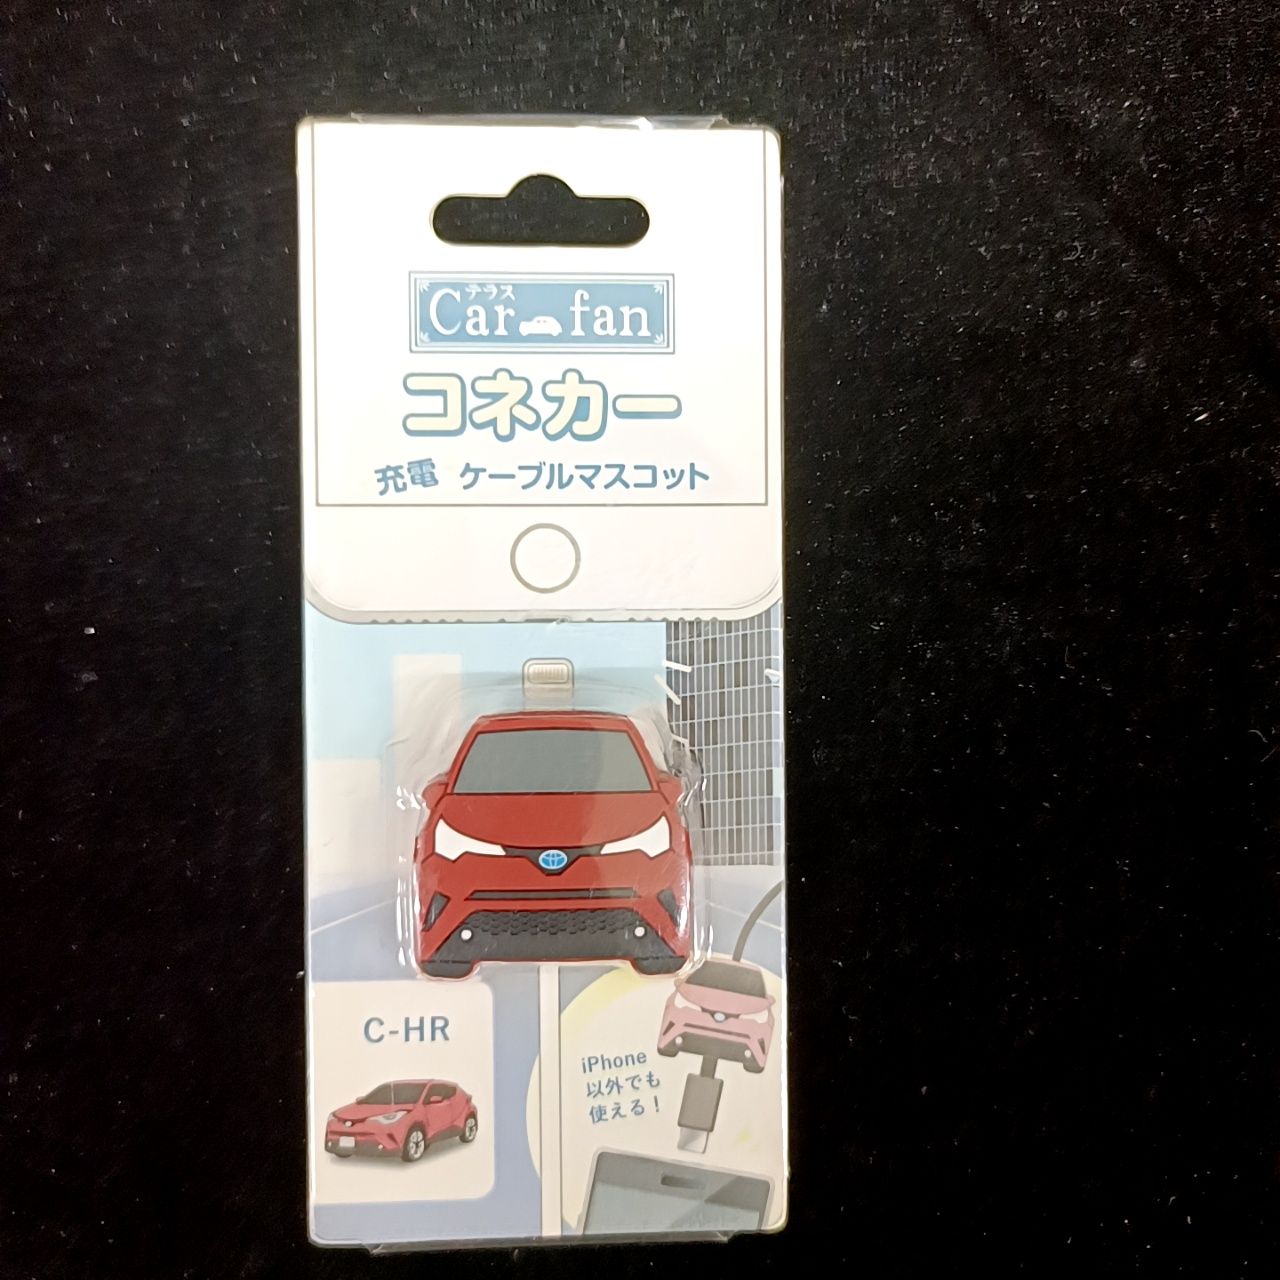 テラス
Car fan
コネカー
充電 ケーブルマスコット
C-HR
iPhone
以外でも
使える！